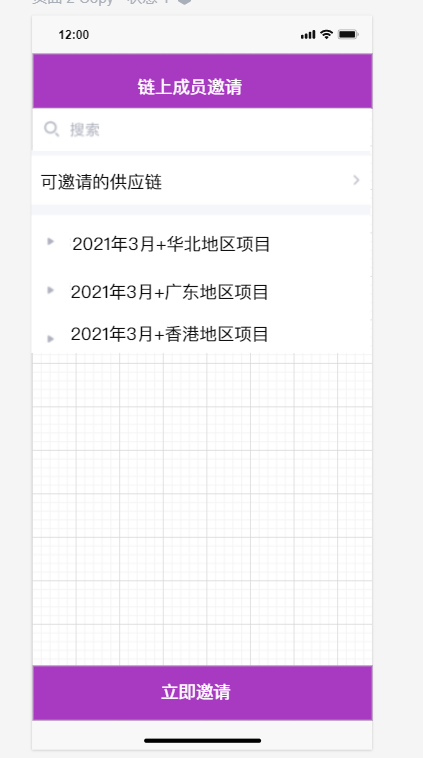 12:00
链上成员邀请
搜索
可邀请的供应链
2021年3月+华北地区项目
2021年3月+广东地区项目
2021年3月+香港地区项目
立即邀请